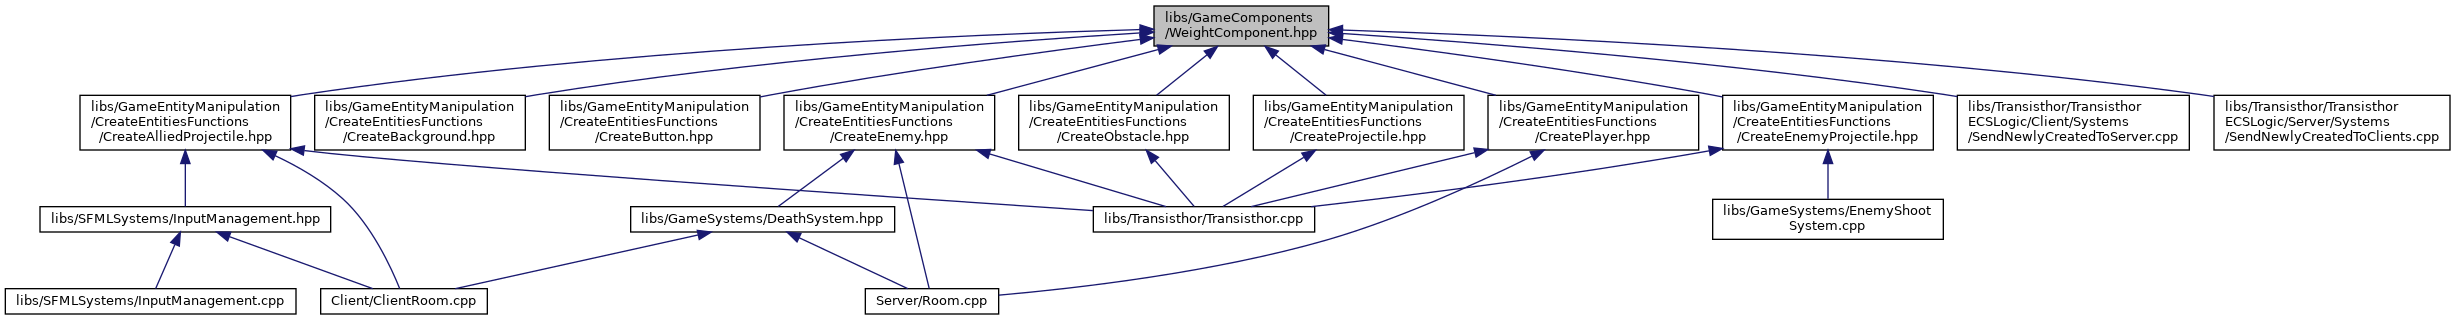 libs/GameComponents
/WeightComponent.hpp
libs/GameEntityManipulation
/CreateEntitiesFunctions
/CreateAlliedProjectile.hpp
libs/GameEntityManipulation
/CreateEntitiesFunctions
/CreateBackground.hpp
libs/GameEntityManipulation
/CreateEntitiesFunctions
/CreateButton.hpp
libs/GameEntityManipulation
/CreateEntitiesFunctions
/CreateEnemy.hpp
libs/GameEntityManipulation
/CreateEntitiesFunctions
/CreateObstacle.hpp
libs/GameEntityManipulation
/CreateEntitiesFunctions
/CreateProjectile.hpp
libs/GameEntityManipulation
/CreateEntitiesFunctions
/CreatePlayer.hpp
libs/GameEntityManipulation
/CreateEntitiesFunctions
/CreateEnemyProjectile.hpp
libs/Transisthor/Transisthor
ECSLogic/Client/Systems
/SendNewlyCreatedToServer.cpp
libs/Transisthor/Transisthor
ECSLogic/Server/Systems
/SendNewlyCreatedToClients.cpp
libs/SFMLSystems/InputManagement.hpp
libs/GameSystems/DeathSystem.hpp
libs/Transisthor/Transisthor.cpp
libs/GameSystems/EnemyShoot
System.cpp
libs/SFMLSystems/InputManagement.cpp
Client/ClientRoom.cpp
Server/Room.cpp